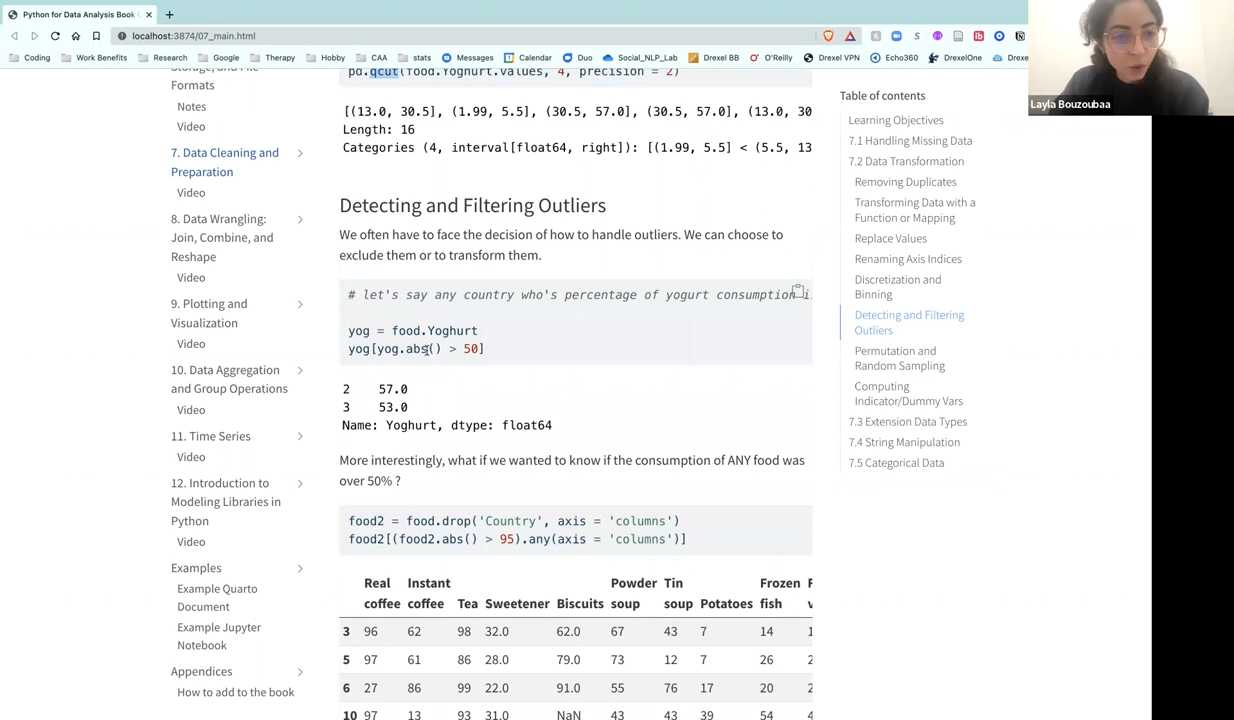 Python for Data Analysis Book C
localhost:3874/07_main.html
Coding
Work Benefits
Research
Google
Therapy
Hobby
CAA
stats
Messages
Calendar
Duo
Social_NLP_Lab
Drexel BB
O'Reilly
Drexel VPN
Echo360
DrexelOne
Drexe
Layla Bouzoubaa
Storage, and File
Formats
Notes
Video
7. Data Cleaning and
Preparation
Video
8. Data Wrangling:
Join, Combine, and
Reshape
Video
9. Plotting and
Visualization
Video
10. Data Aggregation
and Group Operations
Video
11. Time Series
Video
12. Introduction to
Modeling Libraries in
Python
Video
Examples
Example Quarto
Document
Example Jupyter
Notebook
Appendices
How to add to the book
pd.qcut(food.Yoghurt.values, 4, precision = 2)
[(13.0, 30.5], (1.99, 5.5], (30.5, 57.0], (30.5, 57.0], (13.0, 30
Length: 16
Categories (4, interval[float64, right]): [(1.99, 5.5] < (5.5, 13
Detecting and Filtering Outliers
We often have to face the decision of how to handle outliers. We can choose to
exclude them or to transform them.
# let's say any country who's percentage of yogurt consumption i
yog = food.Yoghurt
yog[yog.abs() > 50]
2 57.0
3 53.0
Name: Yoghurt, dtype: float64
More interestingly, what if we wanted to know if the consumption of ANY food was
over 50% ?
food2 = food.drop('Country', axis = 'columns')
food2[(food2.abs() > 95).any(axis = 'columns')]
Real Instant Powder Tin Frozen F
coffee coffee Tea Sweetener Biscuits soup soup Potatoes fish v
3 96 62 98 32.0 62.0 67 43 7 14 1
5 97 61 86 28.0 79.0 73 12 7 26 2
6 27 86 99 22.0 91.0 55 76 17 20 2
10 97 13 93 31.0 NaN 43 43 39 54 4
Table of contents
Learning Objectives
7.1 Handling Missing Data
7.2 Data Transformation
Removing Duplicates
Transforming Data with a
Function or Mapping
Replace Values
Renaming Axis Indices
Discretization and
Binning
Detecting and Filtering
Outliers
Permutation and
Random Sampling
Computing
Indicator/Dummy Vars
7.3 Extension Data Types
7.4 String Manipulation
7.5 Categorical Data